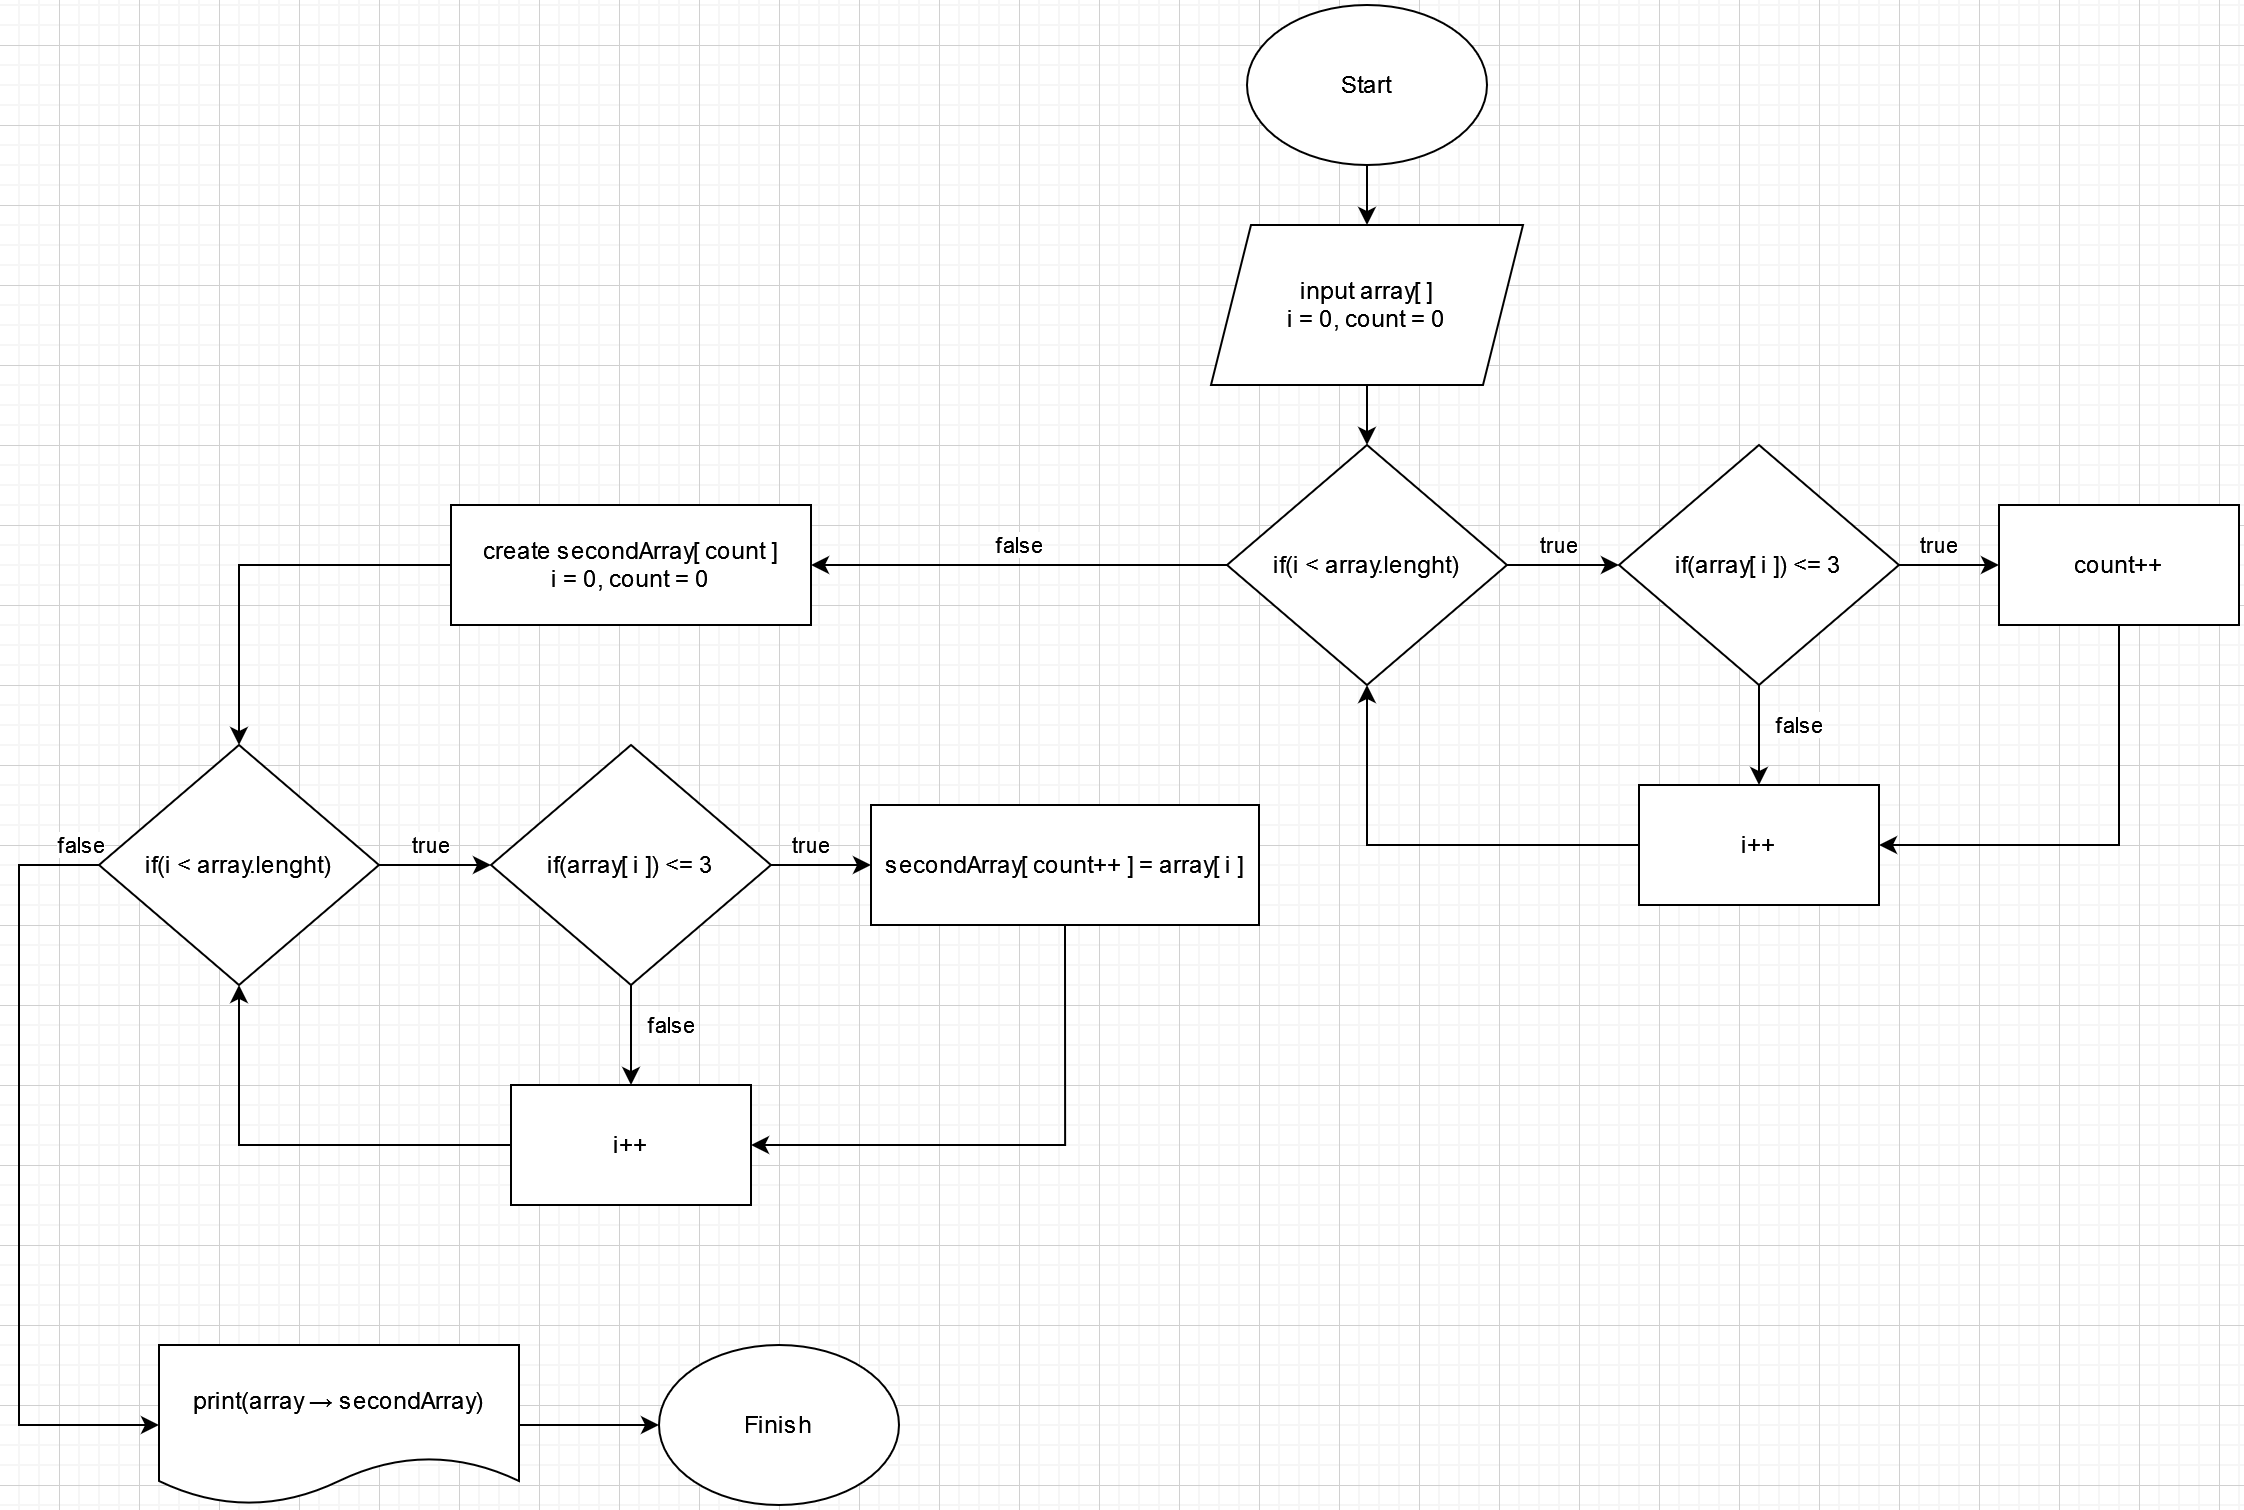 Start
input array[ ]
i = 0, count = 0
if(i < array.lenght)
true
if(array[ i ]) <= 3
true
count++
false
i++
false
create secondArray[ count ]
i = 0, count = 0
if(i < array.lenght)
true
if(array[ i ]) <= 3
true
secondArray[ count++ ] = array[ i ]
false
i++
false
print(array → secondArray)
Finish